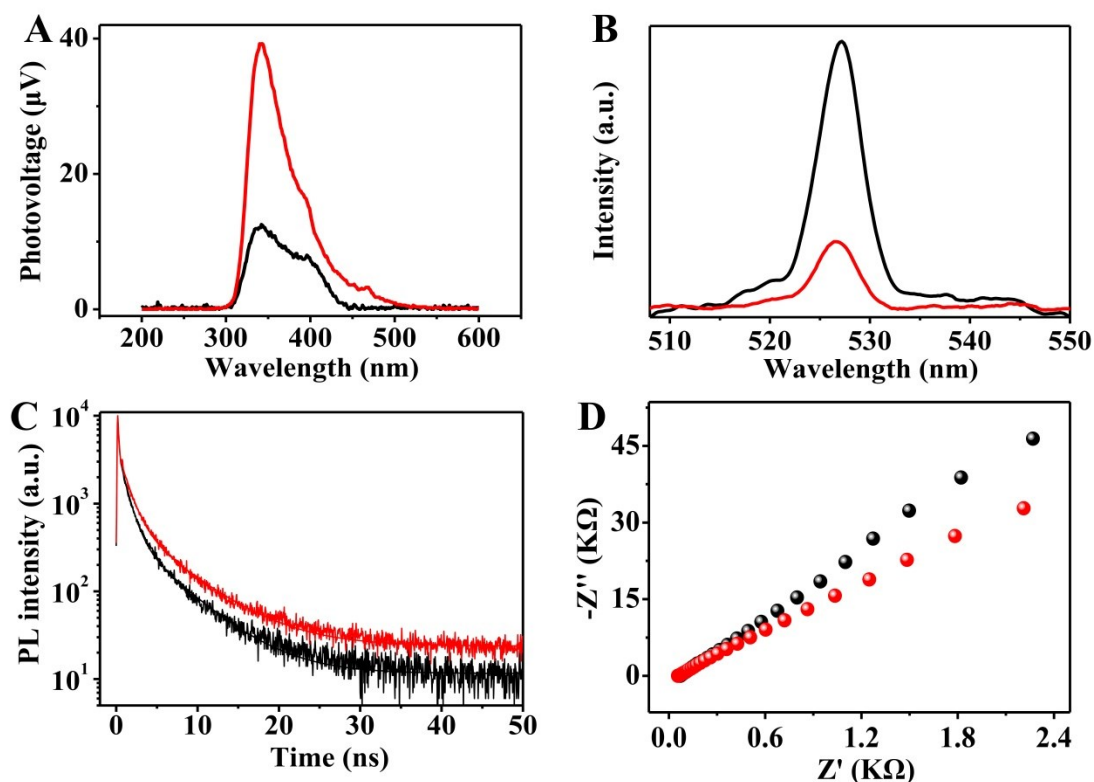 A
40
20
0
Photovoltage (μV)
200 300 400 500 600
Wavelength (nm)
B
Intensity (a.u.)
510 520 530 540 550
Wavelength (nm)
C
10⁴
10³
10²
10¹
PL intensity (a.u.)
0 10 20 30 40 50
Time (ns)
D
45
30
15
0
-Z'' (KΩ)
0.0 0.6 1.2 1.8 2.4
Z' (KΩ)